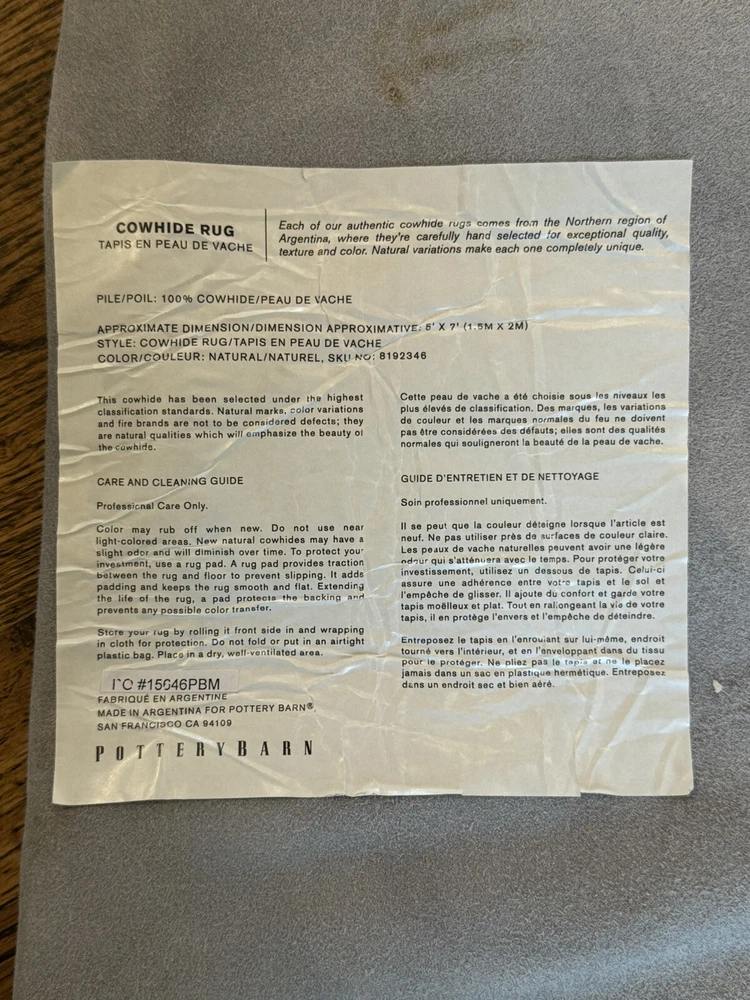 COWHIDE RUG
TAPIS EN PEAU DE VACHE
Each of our authentic cowhide rugs comes from the Northern region of
Argentina, where they're carefully hand selected for exceptional quality,
texture and color. Natural variations make each one completely unique.
PILE/POIL: 100% COWHIDE/PEAU DE VACHE
APPROXIMATE DIMENSION/DIMENSION APPROXIMATIVE: 5' X 7' (1.5M X 2M)
STYLE: COWHIDE RUG/TAPIS EN PEAU DE VACHE
COLOR/COULEUR: NATURAL/NATUREL, SKU NO: 8192346
This cowhide has been selected under the highest
classification standards. Natural marks, color variations
and fire brands are not to be considered defects; they
are natural qualities which will emphasize the beauty of
the cowhide.
CARE AND CLEANING GUIDE
Professional Care Only.
Color may rub off when new. Do not use near
light-colored areas. New natural cowhides may have a
slight odor and will diminish over time. To protect your
investment, use a rug pad. A rug pad provides traction
between the rug and floor to prevent slipping. It adds
padding and keeps the rug smooth and flat. Extending
the life of the rug, a pad protects the backing and
prevents any possible color transfer.
Store your rug by rolling it front side in and wrapping
in cloth for protection. Do not fold or put in an airtight
plastic bag. Place in a dry, well-ventilated area.
#15646PBM
FABRIQUÉ EN ARGENTINE
MADE IN ARGENTINA FOR POTTERY BARN®,
SAN FRANCISCO CA 94109
POTTERYBARN
Cette peau de vache a été choisie sous les niveaux les
plus élevés de classification. Des marques, les variations
de couleur et les marques normales du feu ne doivent
pas être considérées des défauts; elles sont des qualités
normales qui souligneront la beauté de la peau de vache.
GUIDE D'ENTRETIEN ET DE NETTOYAGE
Soin professionnel uniquement.
Il se peut que la couleur déteigne lorsque l'article est
neuf. Ne pas utiliser près de surfaces de couleur claire.
Les peaux de vache naturelles peuvent avoir une légère
odeur qui s'atténuera avec le temps. Pour protéger votre
investissement, utilisez un dessous de tapis. Celui-ci
assure une adhérence entre votre tapis et le sol et
l'empêche de glisser. Il ajoute du confort et garde votre
tapis moëlleux et plat. Tout en rallongeant la vie de votre
tapis, il en protège l'envers et l'empêche de déteindre.
Entreposez le tapis en l'enroulant sur lui-même, endroit
tourné vers l'intérieur, et en l'enveloppant dans du tissu
pour le protéger. Ne pliez pas le tapis et ne le placez
jamais dans un sac en plastique hermétique. Entreposez
dans un endroit sec et bien aéré.